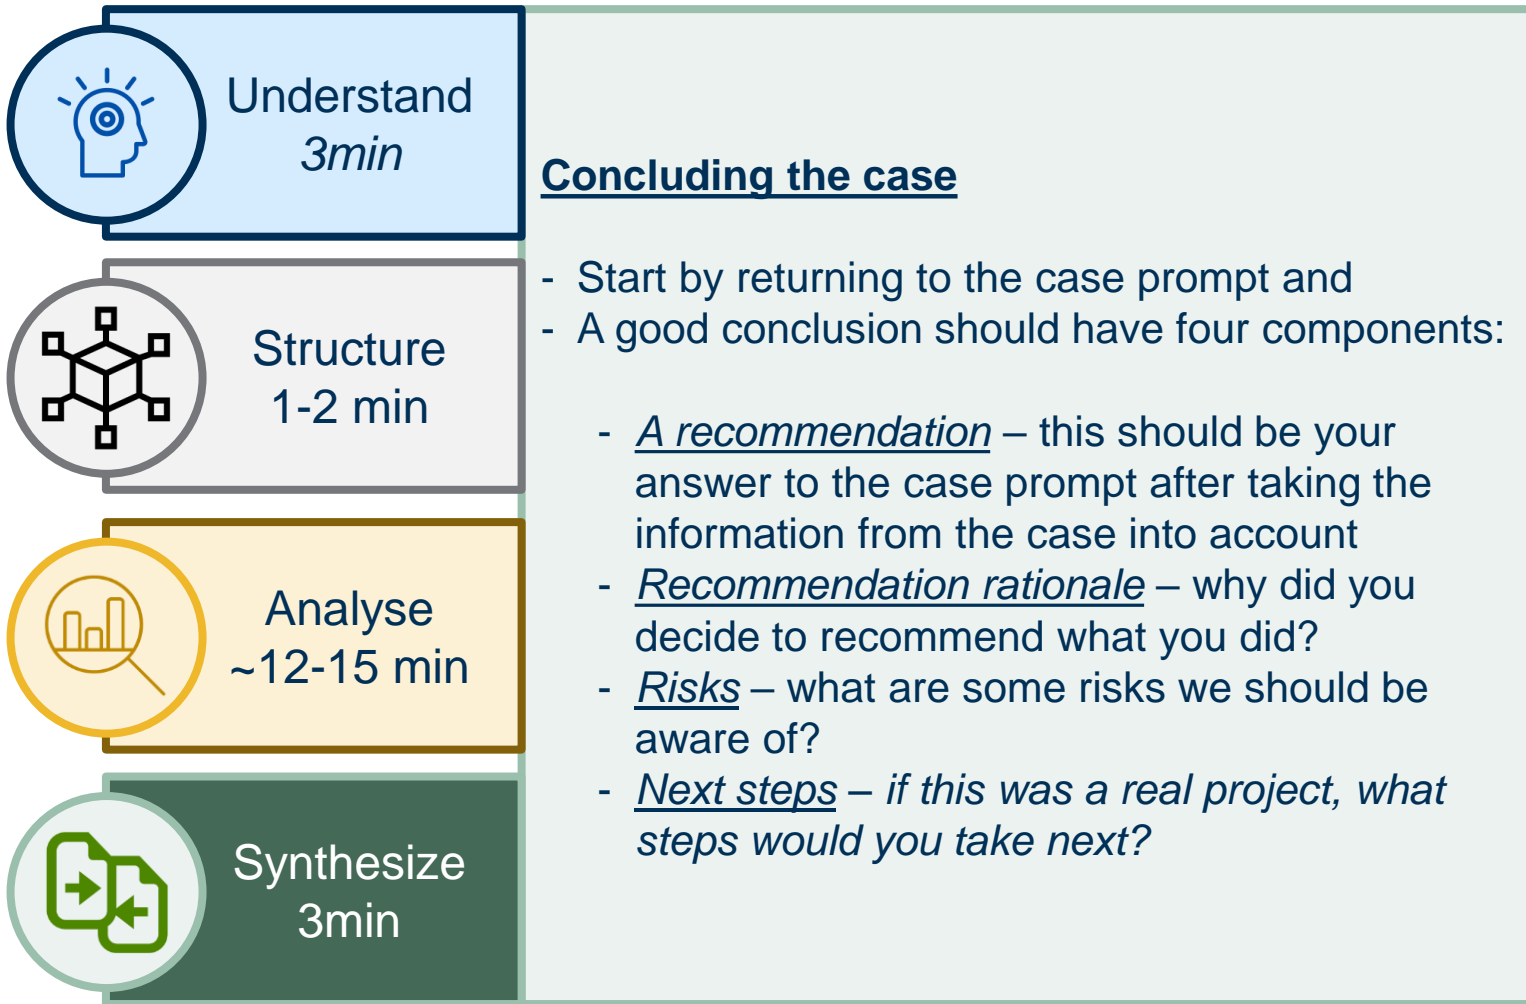 Understand
3min
Structure
1-2 min
Analyse
~12-15 min
Synthesize
3min
Concluding the case
- Start by returning to the case prompt and
- A good conclusion should have four components:
- A recommendation – this should be your
answer to the case prompt after taking the
information from the case into account
- Recommendation rationale – why did you
decide to recommend what you did?
- Risks – what are some risks we should be
aware of?
- Next steps – if this was a real project, what
steps would you take next?